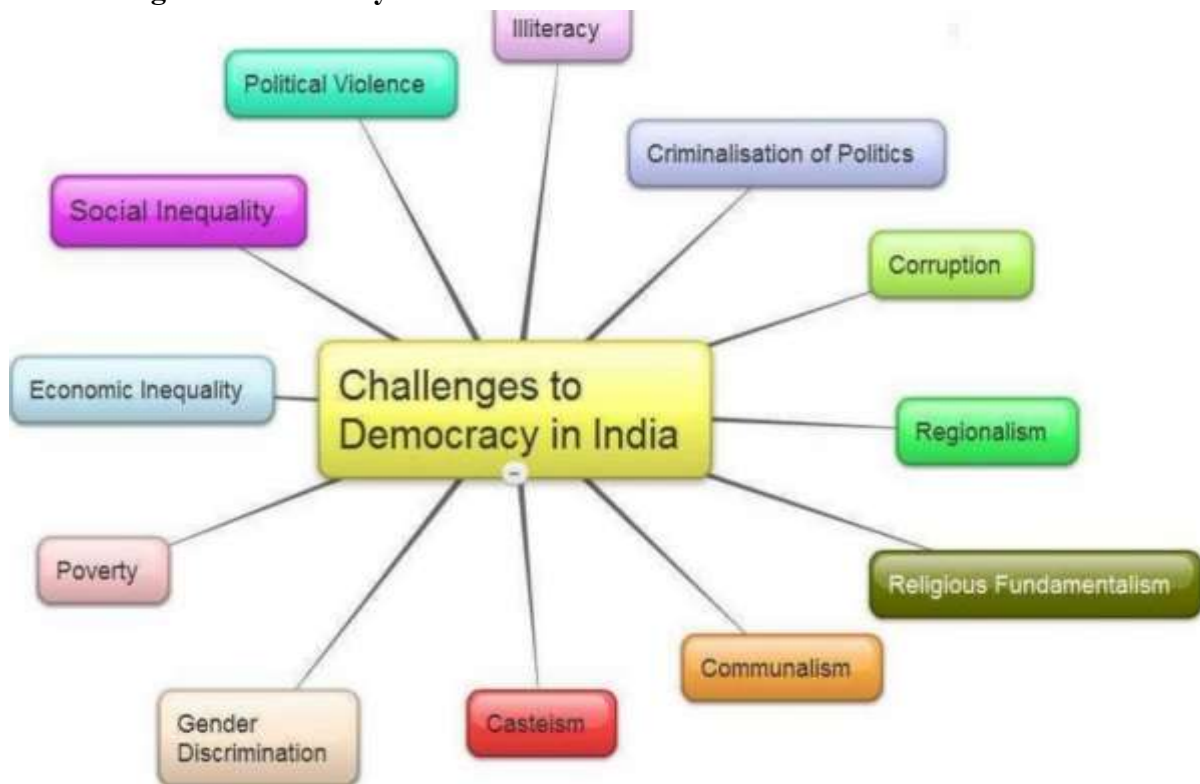 Illiteracy
Political Violence
Criminalisation of Politics
Social Inequality
Corruption
Challenges to
Democracy in India
Economic Inequality
Regionalism
Poverty
Religious Fundamentalism
Communalism
Gender
Discrimination
Casteism